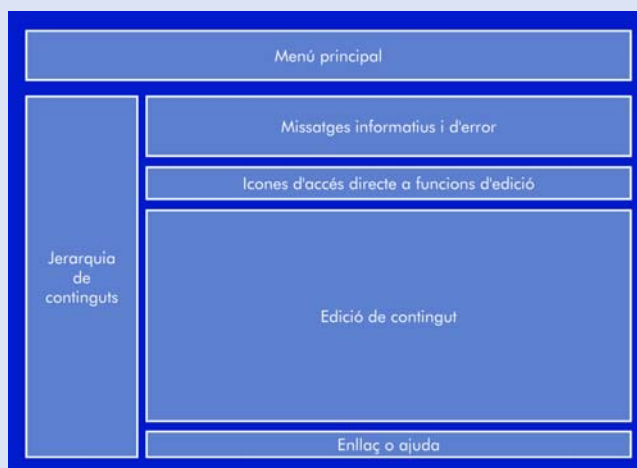 Menú principal
Missatges informatius i d'error
Icones d'accés directe a funcions d'edició
Jerarquia
de
continguts
Edició de contingut
Enllaç o ajuda